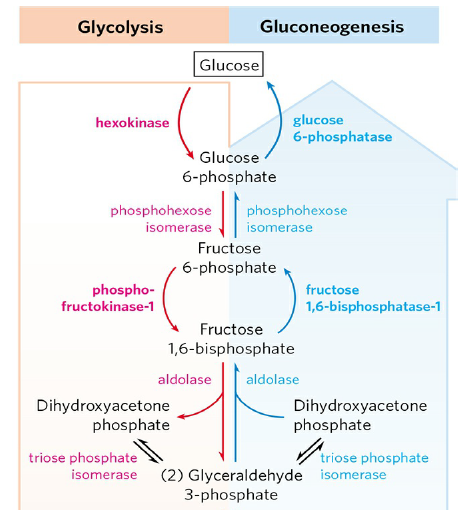 Glycolysis
Gluconeogenesis
Glucose
hexokinase
glucose
6-phosphatase
Glucose
6-phosphate
phosphohexose
isomerase
phosphohexose
isomerase
Fructose
6-phosphate
phospho-
fructokinase-1
fructose
1,6-bisphosphatase-1
Fructose
1,6-bisphosphate
aldolase
aldolase
Dihydroxyacetone
phosphate
Dihydroxyacetone
phosphate
triose phosphate
isomerase
triose phosphate
isomerase
(2) Glyceraldehyde
3-phosphate